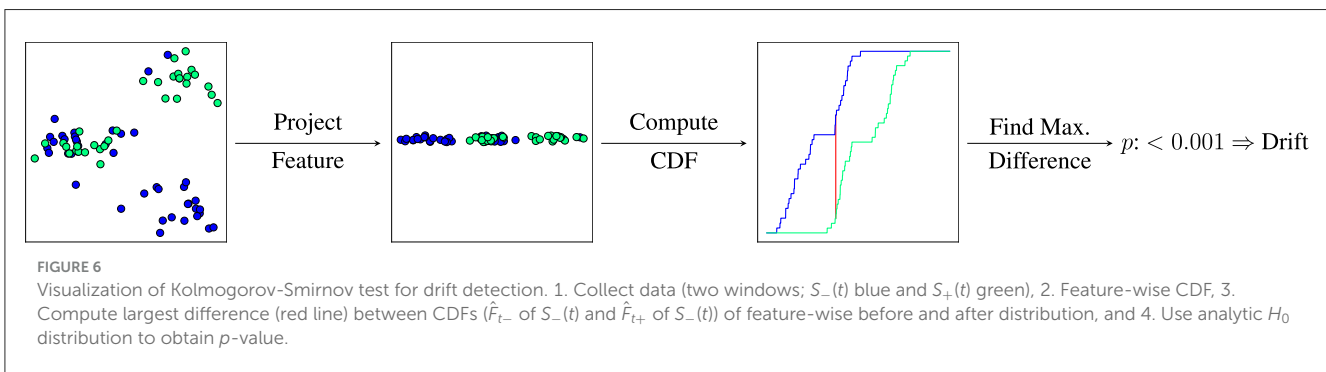 Project
Feature
Compute
CDF
Find Max.
Difference
p: < 0.001 ⇒ Drift
FIGURE 6
Visualization of Kolmogorov-Smirnov test for drift detection. 1. Collect data (two windows; S₋(t) blue and S₊(t) green), 2. Feature-wise CDF, 3.
Compute largest difference (red line) between CDFs (F̂ₜ₋ of S₋(t) and F̂ₜ₊ of S₋(t)) of feature-wise before and after distribution, and 4. Use analytic H₀
distribution to obtain p-value.